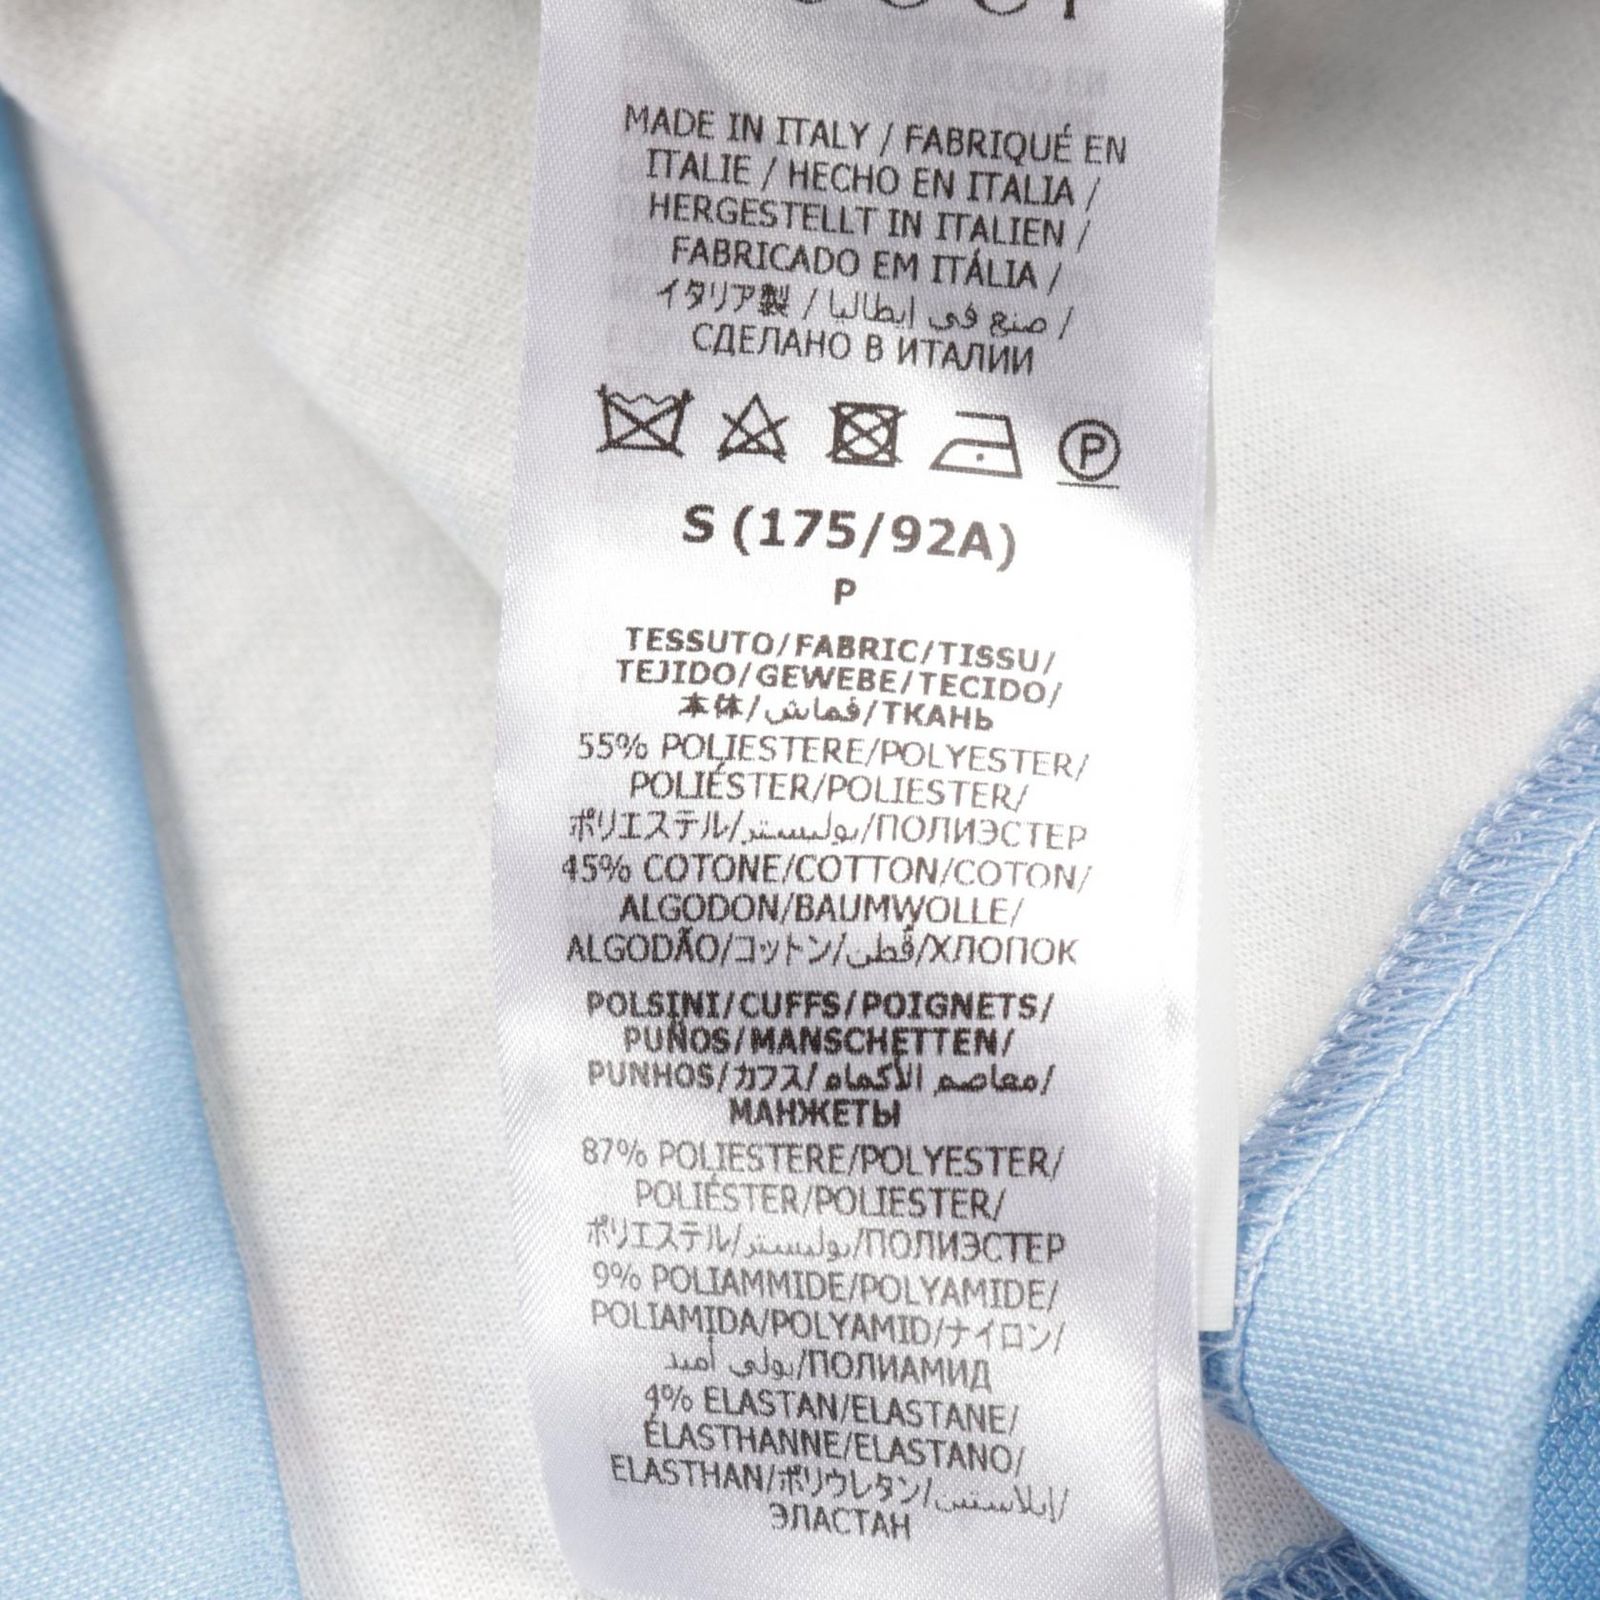 MADE IN ITALY / FABRIQUÉ EN
ITALIE / HECHO EN ITALIA /
HERGESTELLT IN ITALIEN /
FABRICADO EM ITÁLIA /
イタリア製 / صنع في ايطاليا /
СДЕЛАНО В ИТАЛИИ
P
S (175/92A)
P
TESSUTO/FABRIC/TISSU/
TEJIDO/GEWEBE/TECIDO/
本体/قماش/ТКАНЬ
55% POLIESTERE/POLYESTER/
POLIÉSTER/POLIESTER/
ポリエステル/بوليستر/ПОЛИЭСТЕР
45% COTONE/COTTON/COTON/
ALGODON/BAUMWOLLE/
ALGODÃO/コットン/قطن/ХЛОПОК
POLSINI/CUFFS/POIGNETS/
PUÑOS/MANSCHETTEN/
PUNHOS/カフス/معاصم الأكمام/
МАНЖЕТЫ
87% POLIESTERE/POLYESTER/
POLIÉSTER/POLIESTER/
ポリエステル/بوليستر/ПОЛИЭСТЕР
9% POLIAMMIDE/POLYAMIDE/
POLIAMIDA/POLYAMID/ナイロン/
بولي أميد/ПОЛИАМИД
4% ELASTAN/ELASTANE/
ÉLASTHANNE/ELASTANO/
ELASTHAN/ポリウレタン/إيلاستين/
ЭЛАСТАН